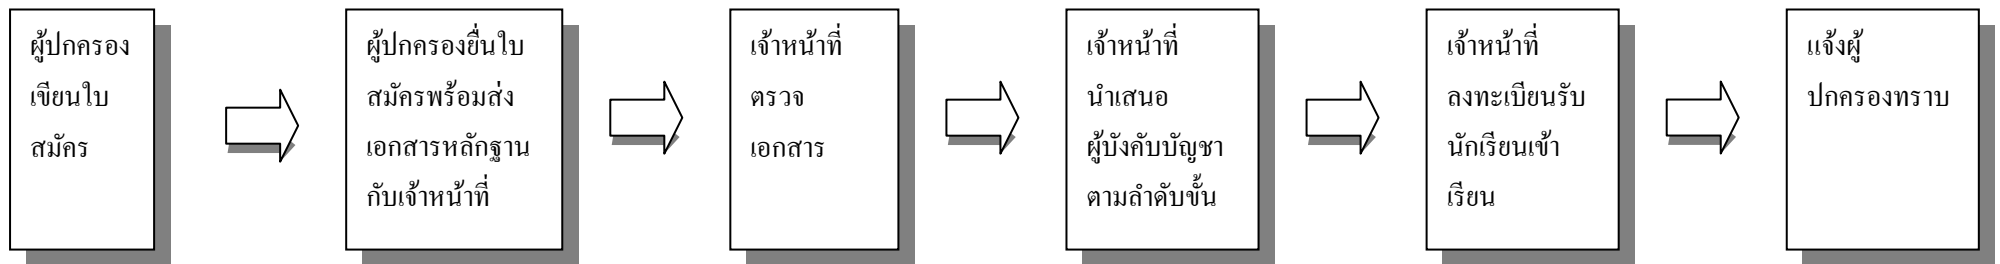 ผู้ปกครอง
เขียนใบ
สมัคร
ผู้ปกครองยื่นใบ
สมัครพร้อมส่ง
เอกสารหลักฐาน
กับเจ้าหน้าที่
เจ้าหน้าที่
ตรวจ
เอกสาร
เจ้าหน้าที่
นำเสนอ
ผู้บังคับบัญชา
ตามลำดับขั้น
เจ้าหน้าที่
ลงทะเบียนรับ
นักเรียนเข้า
เรียน
แจ้งผู้
ปกครองทราบ